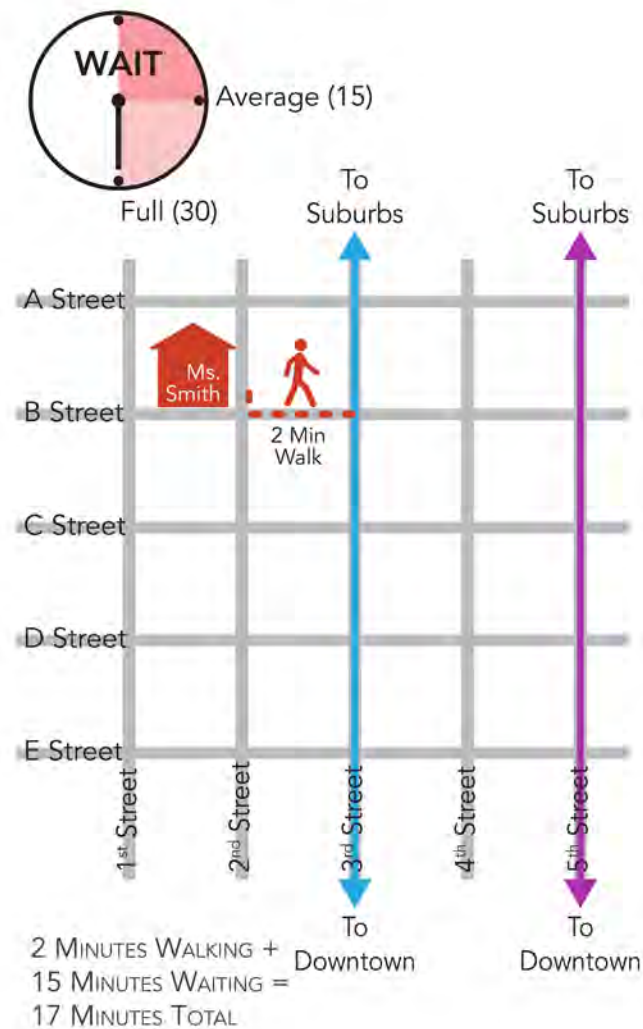 WAIT
Average (15)
Full (30)
To
Suburbs
To
Suburbs
A Street
Ms.
Smith
B Street
2 Min
Walk
C Street
D Street
E Street
1st Street
2nd Street
3rd Street
4th Street
5th Street
To
Downtown
To
Downtown
2 MINUTES WALKING +
15 MINUTES WAITING =
17 MINUTES TOTAL